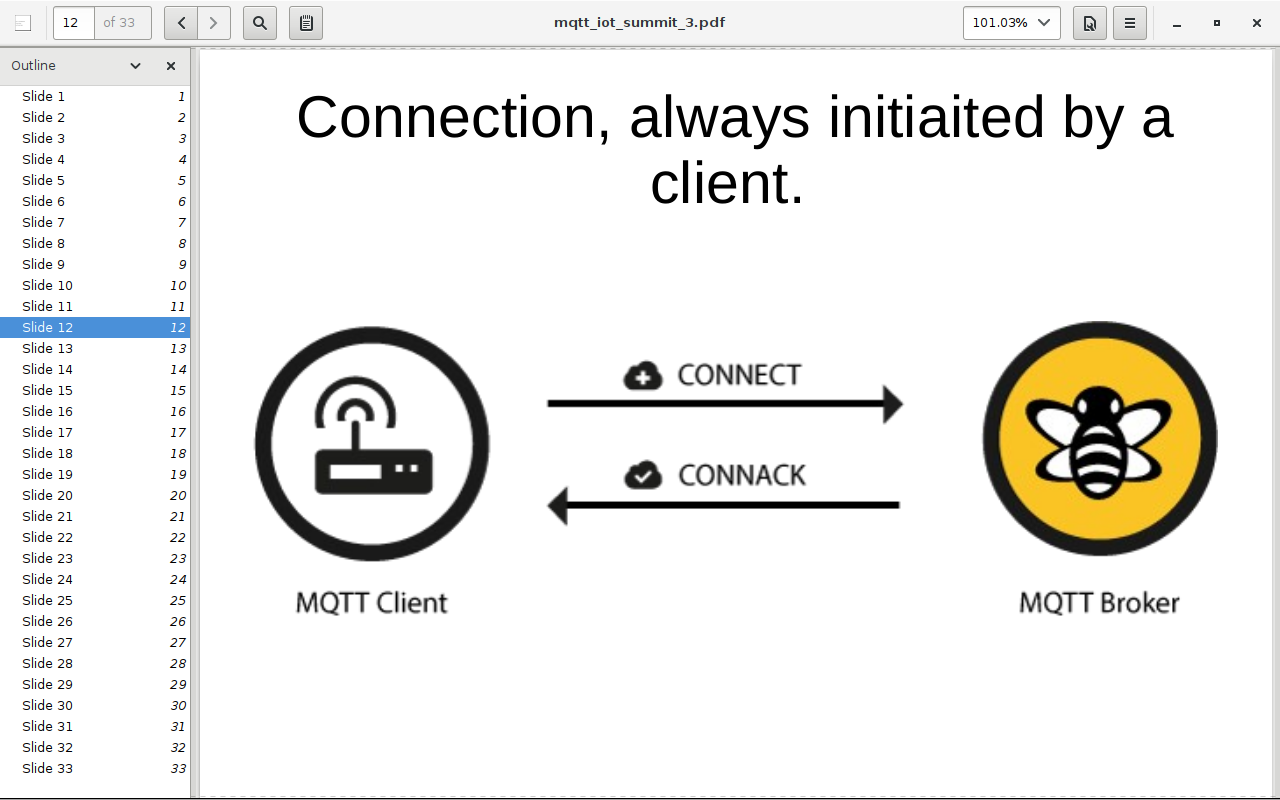 12 of 33
mqtt_iot_summit_3.pdf
101.03%
Outline
Slide 1 1
Slide 2 2
Slide 3 3
Slide 4 4
Slide 5 5
Slide 6 6
Slide 7 7
Slide 8 8
Slide 9 9
Slide 10 10
Slide 11 11
Slide 12 12
Slide 13 13
Slide 14 14
Slide 15 15
Slide 16 16
Slide 17 17
Slide 18 18
Slide 19 19
Slide 20 20
Slide 21 21
Slide 22 22
Slide 23 23
Slide 24 24
Slide 25 25
Slide 26 26
Slide 27 27
Slide 28 28
Slide 29 29
Slide 30 30
Slide 31 31
Slide 32 32
Slide 33 33
Connection, always initiaited by a
client.
CONNECT
CONNACK
MQTT Client
MQTT Broker